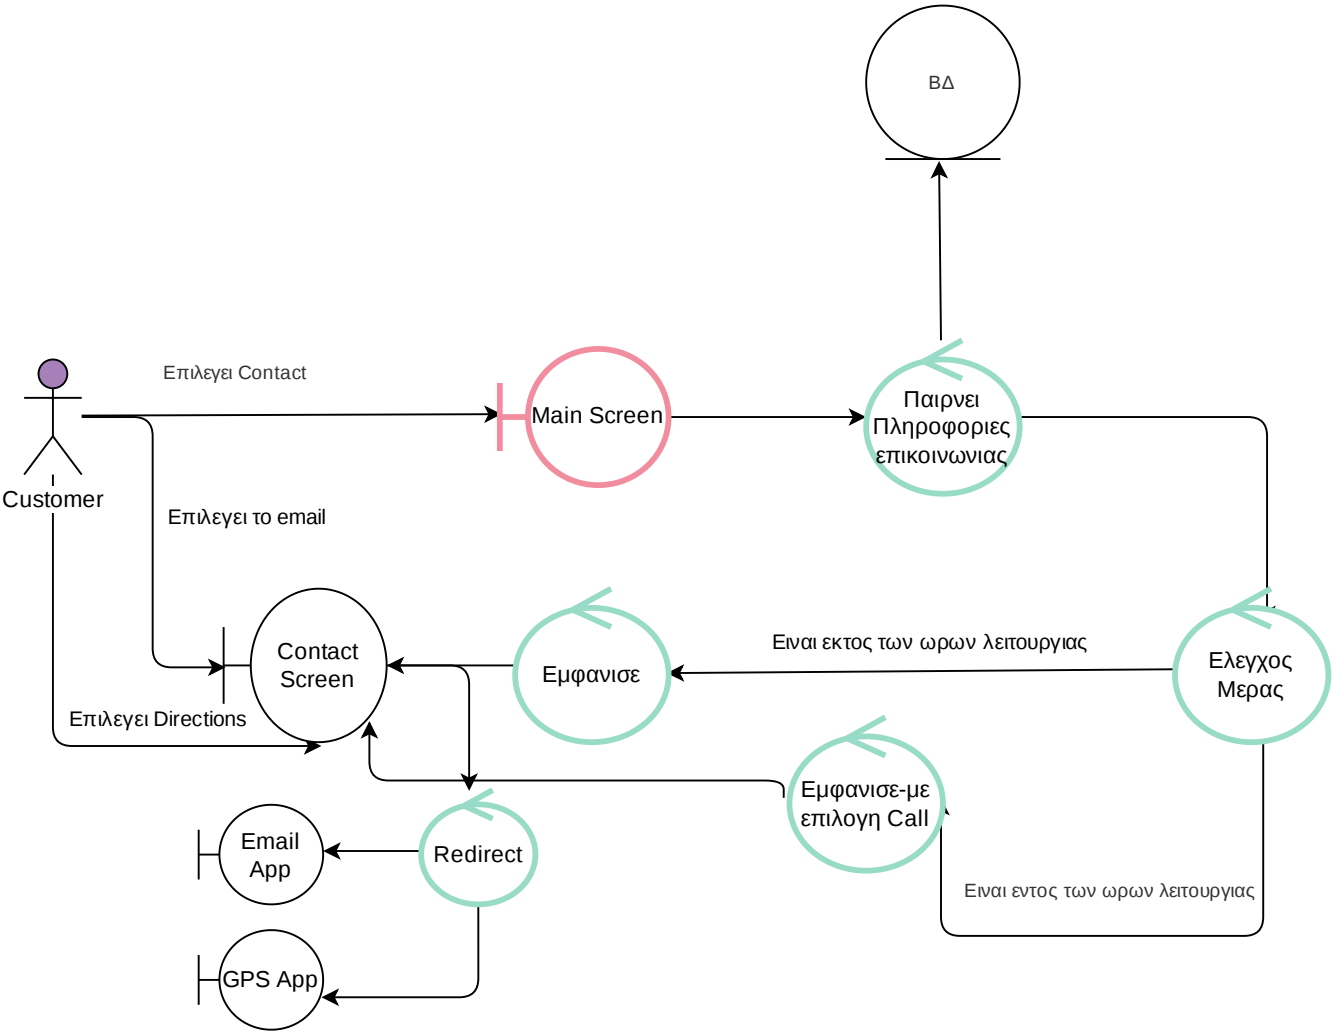 ΒΔ
Επιλεγει Contact
Main Screen
Παιρνει
Πληροφοριες
επικοινωνιας
Customer
Επιλεγει το email
Ειναι εκτος των ωρων λειτουργιας
Contact
Screen
Εμφανισε
Ελεγχος
Μερας
Επιλεγει Directions
Εμφανισε-με
επιλογη Call
Email
App
Redirect
Ειναι εντος των ωρων λειτουργιας
GPS App